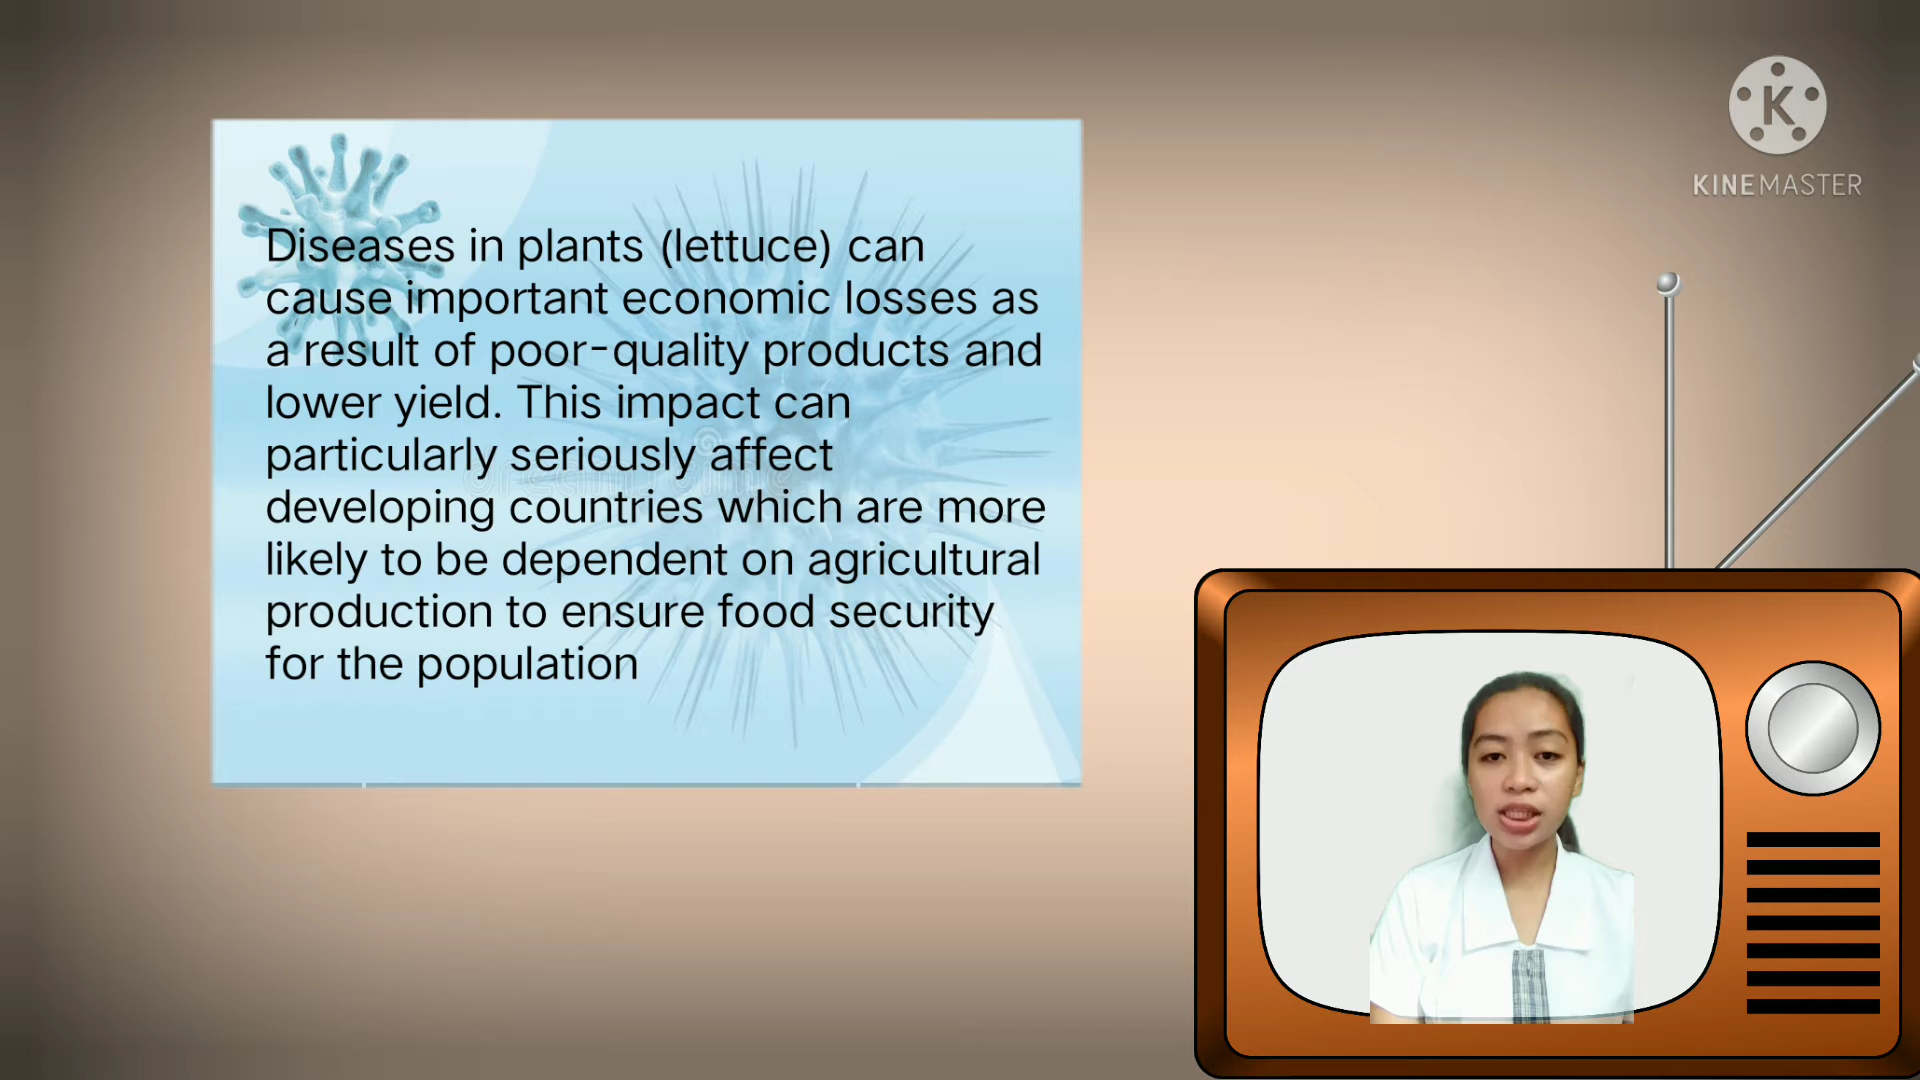 K
KINEMASTER
Diseases in plants (lettuce) can
cause important economic losses as
a result of poor-quality products and
lower yield. This impact can
particularly seriously affect
developing countries which are more
likely to be dependent on agricultural
production to ensure food security
for the population